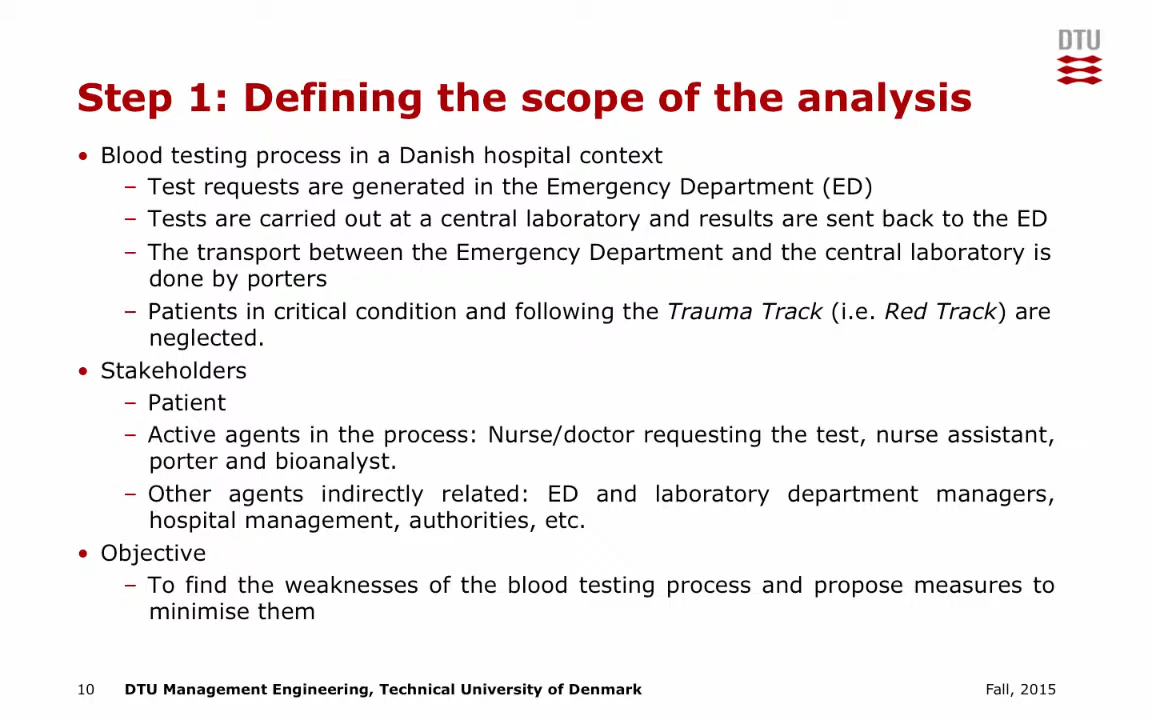 DTU
Step 1: Defining the scope of the analysis
• Blood testing process in a Danish hospital context
– Test requests are generated in the Emergency Department (ED)
– Tests are carried out at a central laboratory and results are sent back to the ED
– The transport between the Emergency Department and the central laboratory is
done by porters
– Patients in critical condition and following the Trauma Track (i.e. Red Track) are
neglected.
• Stakeholders
– Patient
– Active agents in the process: Nurse/doctor requesting the test, nurse assistant,
porter and bioanalyst.
– Other agents indirectly related: ED and laboratory department managers,
hospital management, authorities, etc.
• Objective
– To find the weaknesses of the blood testing process and propose measures to
minimise them
10 DTU Management Engineering, Technical University of Denmark Fall, 2015